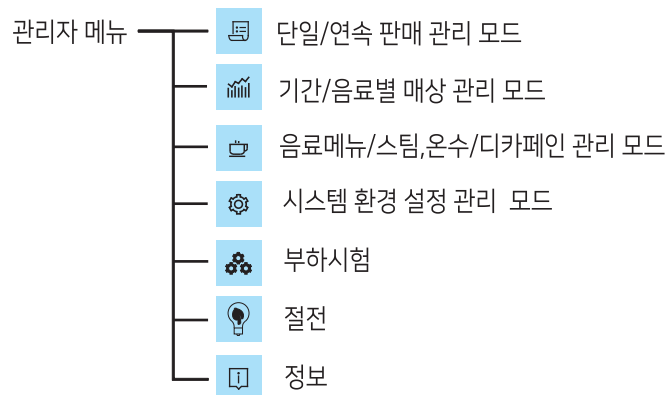 관리자 메뉴
단일/연속 판매 관리 모드
기간/음료별 매상 관리 모드
음료메뉴/스팀,온수/디카페인 관리 모드
시스템 환경 설정 관리 모드
부하시험
절전
정보